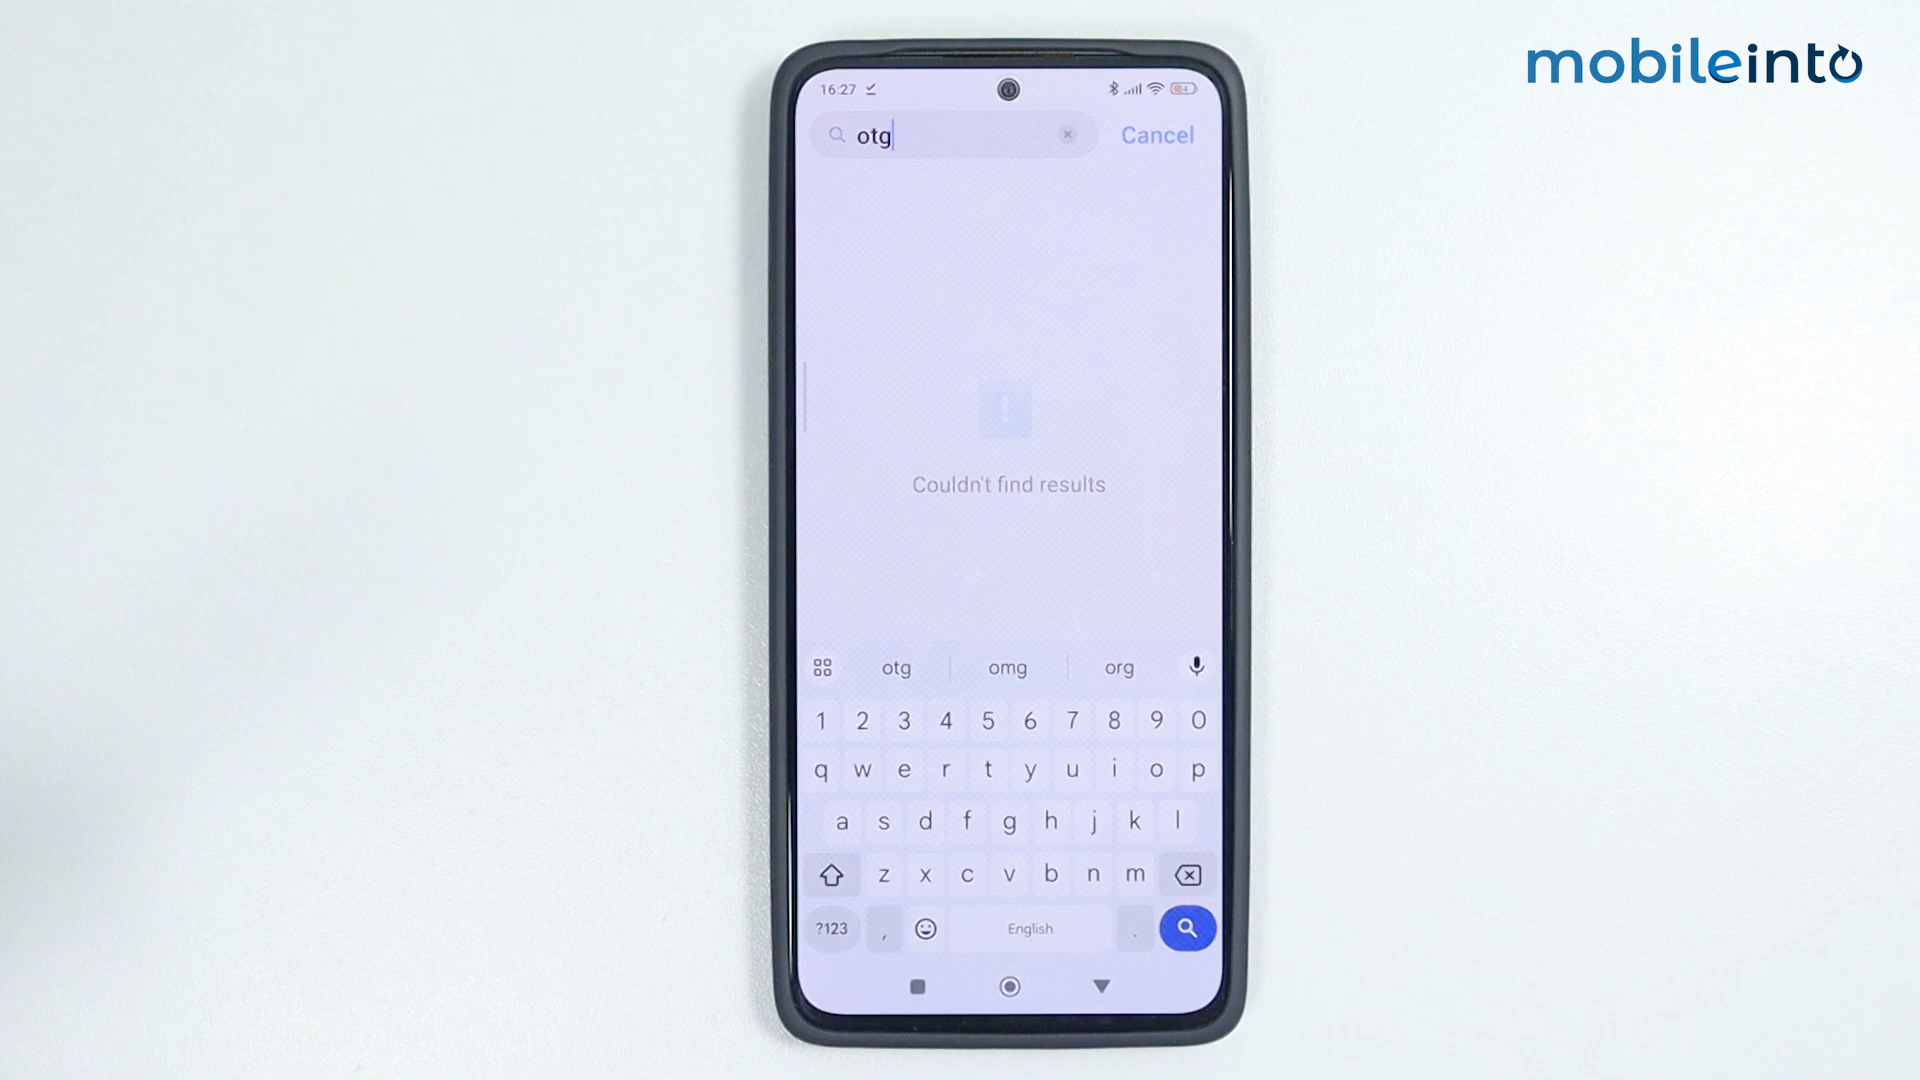 mobileinto
16:27
otg
Cancel
Couldn't find results
otg omg org
1 2 3 4 5 6 7 8 9 0
q w e r t y u i o p
a s d f g h j k l
z x c v b n m
?123 , English .